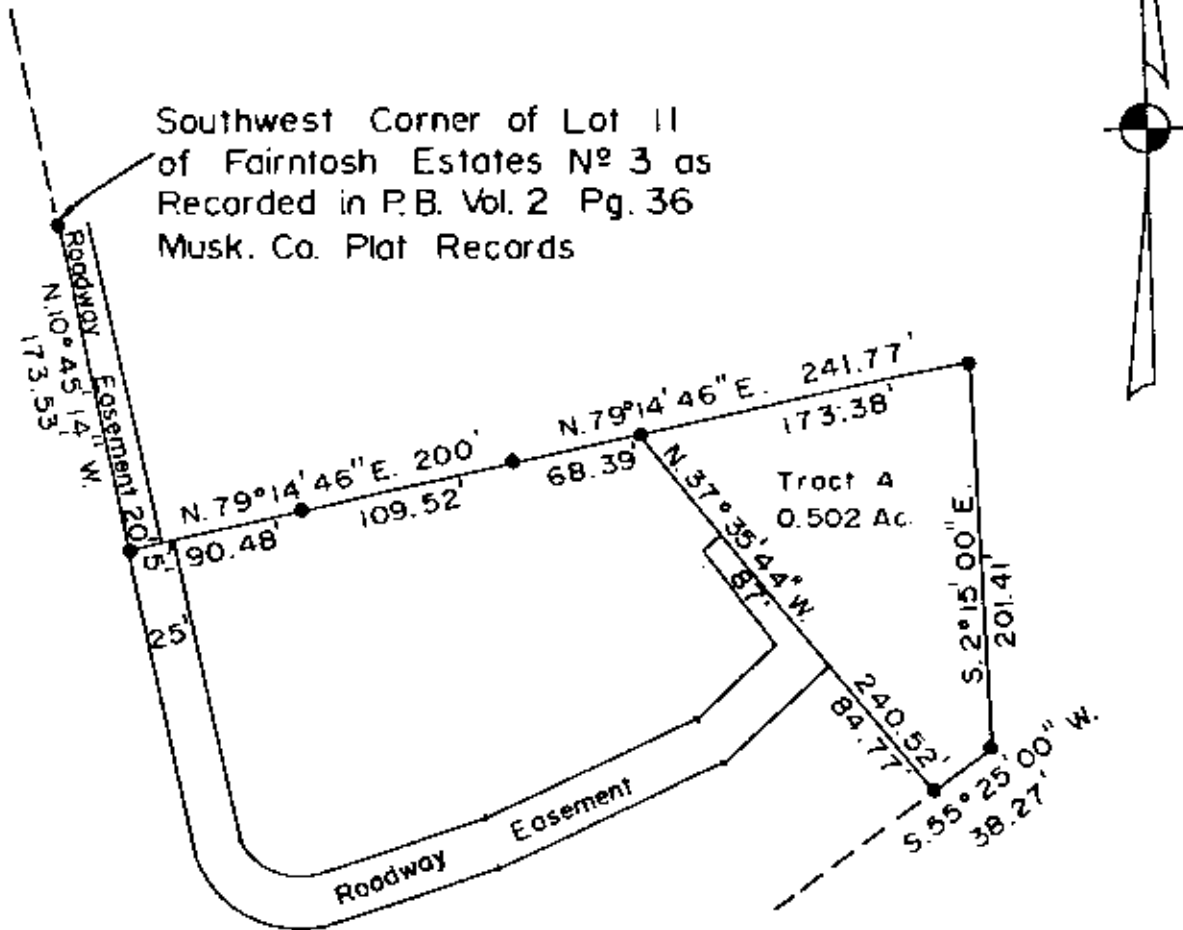 Southwest Corner of Lot 11
of Fairntosh Estates Nº 3 as
Recorded in P.B. Vol. 2 Pg. 36
Musk. Co. Plat Records
Roadway Easement 20'
N. 10° 45' 14" W.
173.53'
N. 79° 14' 46" E. 200'
5'
90.48'
109.52'
N. 79° 14' 46" E. 241.77'
68.39'
173.38'
Tract 4
0.502 Ac.
N. 37° 35' 44" W. 240.52'
87'
84.77'
S. 2° 15' 00" E.
201.41
S. 55° 25' 00" W.
38.27'
25'
Roadway Easement